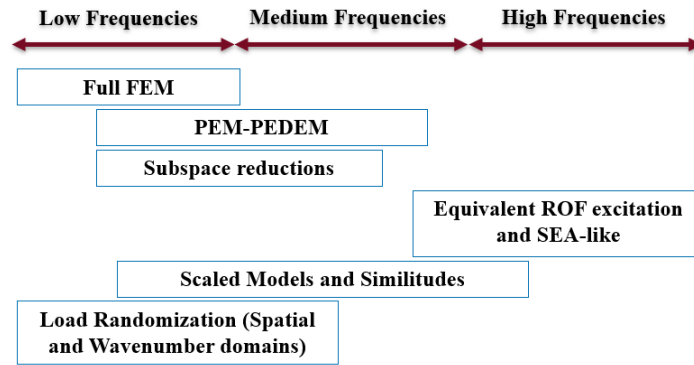 Low Frequencies
Medium Frequencies
High Frequencies
Full FEM
PEM-PEDEM
Subspace reductions
Equivalent ROF excitation
and SEA-like
Scaled Models and Similitudes
Load Randomization (Spatial
and Wavenumber domains)